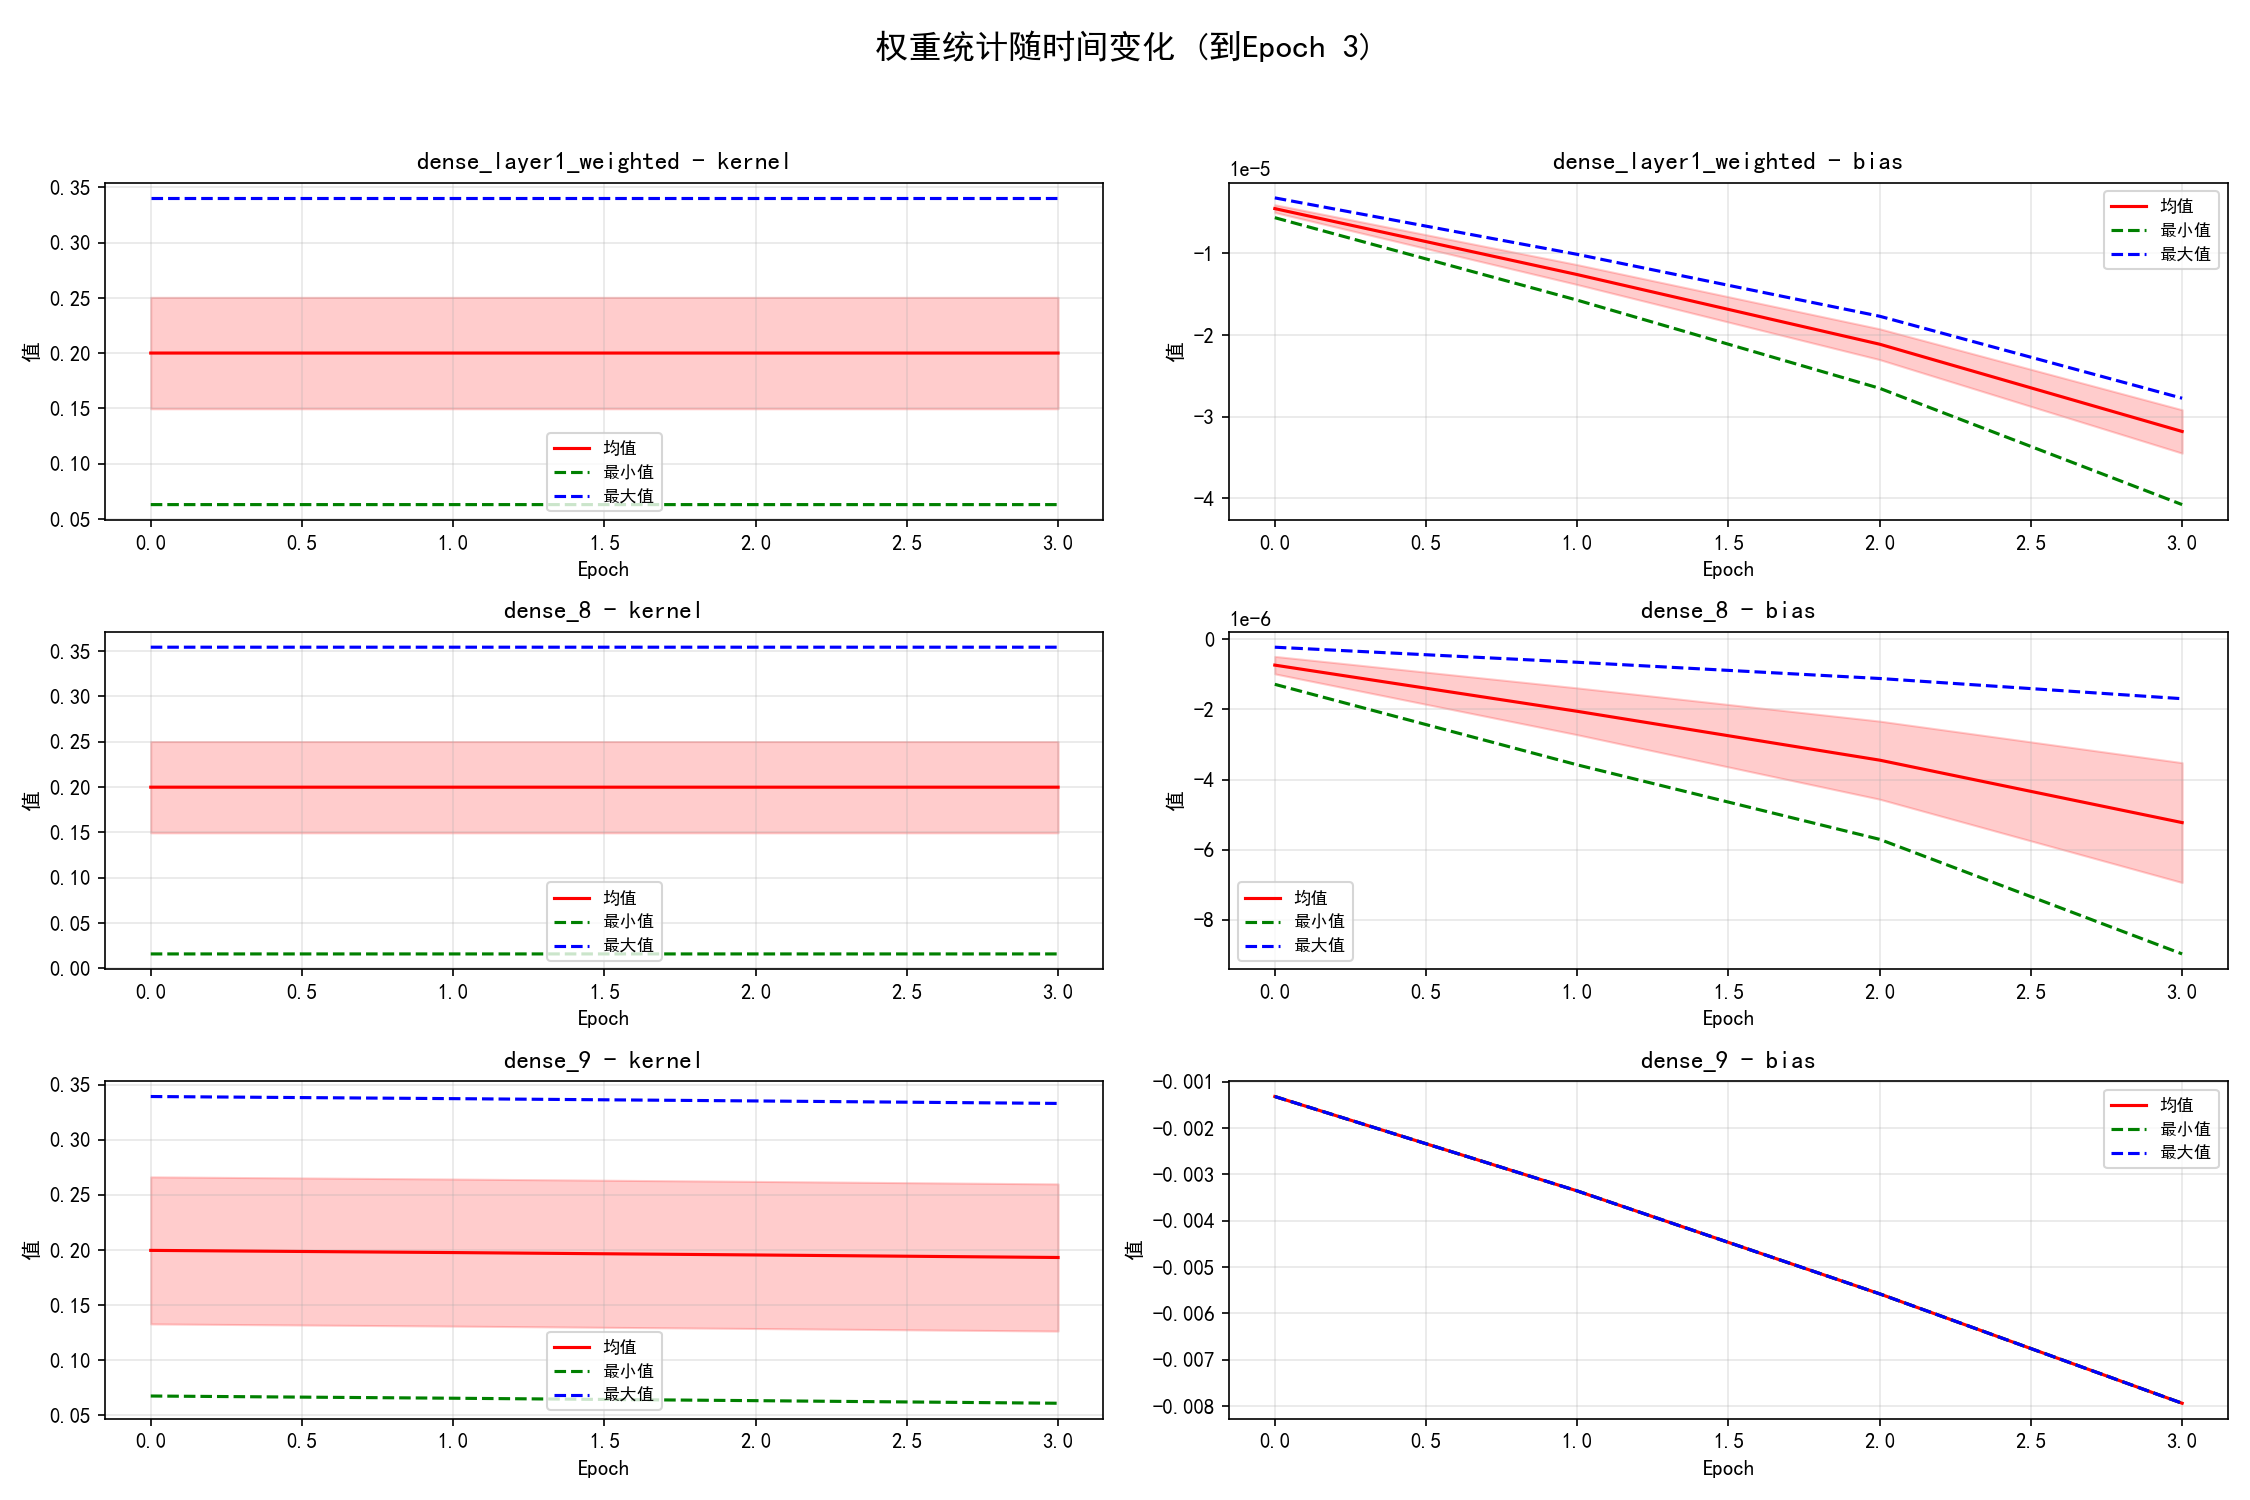 权重统计随时间变化 (到Epoch 3)
dense_layer1_weighted - kernel
0.35
0.30
0.25
0.20
0.15
0.10
0.05
值
均值
最小值
最大值
0.0 0.5 1.0 1.5 2.0 2.5 3.0
Epoch
dense_layer1_weighted - bias
1e-5
-1
-2
-3
-4
值
均值
最小值
最大值
0.0 0.5 1.0 1.5 2.0 2.5 3.0
Epoch
dense_8 - kernel
0.35
0.30
0.25
0.20
0.15
0.10
0.05
0.00
值
均值
最小值
最大值
0.0 0.5 1.0 1.5 2.0 2.5 3.0
Epoch
dense_8 - bias
1e-6
0
-2
-4
-6
-8
值
均值
最小值
最大值
0.0 0.5 1.0 1.5 2.0 2.5 3.0
Epoch
dense_9 - kernel
0.35
0.30
0.25
0.20
0.15
0.10
0.05
值
均值
最小值
最大值
0.0 0.5 1.0 1.5 2.0 2.5 3.0
Epoch
dense_9 - bias
-0.001
-0.002
-0.003
-0.004
-0.005
-0.006
-0.007
-0.008
值
均值
最小值
最大值
0.0 0.5 1.0 1.5 2.0 2.5 3.0
Epoch